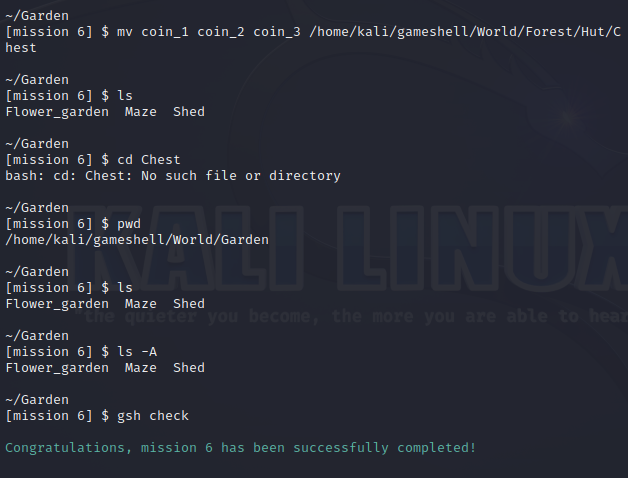 ~/Garden
[mission 6] $ mv coin_1 coin_2 coin_3 /home/kali/gameshell/World/Forest/Hut/C
hest
~/Garden
[mission 6] $ ls
Flower_garden  Maze  Shed
~/Garden
[mission 6] $ cd Chest
bash: cd: Chest: No such file or directory
~/Garden
[mission 6] $ pwd
/home/kali/gameshell/World/Garden
~/Garden
[mission 6] $ ls
Flower_garden  Maze  Shed
~/Garden
[mission 6] $ ls -A
Flower_garden  Maze  Shed
~/Garden
[mission 6] $ gsh check
Congratulations, mission 6 has been successfully completed!
KALI LINUX
"the quieter you become, the more you are able to hear